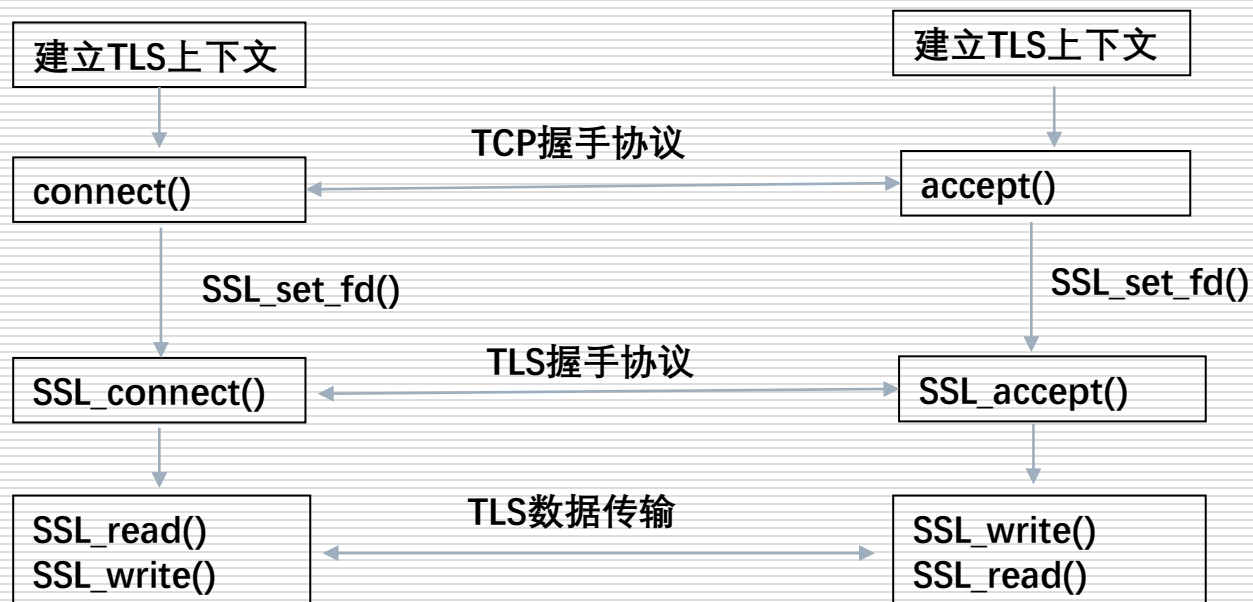 建立TLS上下文
建立TLS上下文
TCP握手协议
connect()
accept()
SSL_set_fd()
SSL_set_fd()
TLS握手协议
SSL_connect()
SSL_accept()
TLS数据传输
SSL_read()
SSL_write()
SSL_write()
SSL_read()